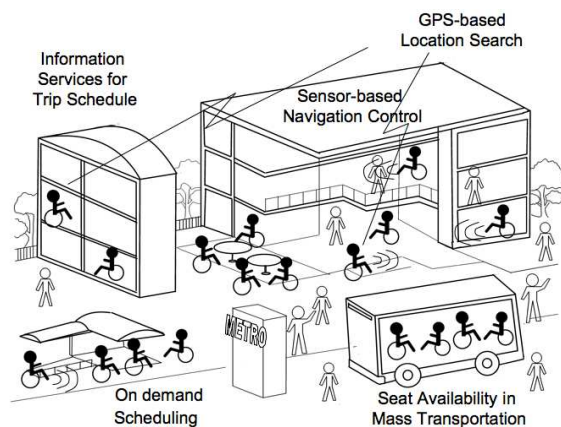 GPS-based
Location Search
Information
Services for
Trip Schedule
Sensor-based
Navigation Control
METRO
On demand
Scheduling
Seat Availability in
Mass Transportation